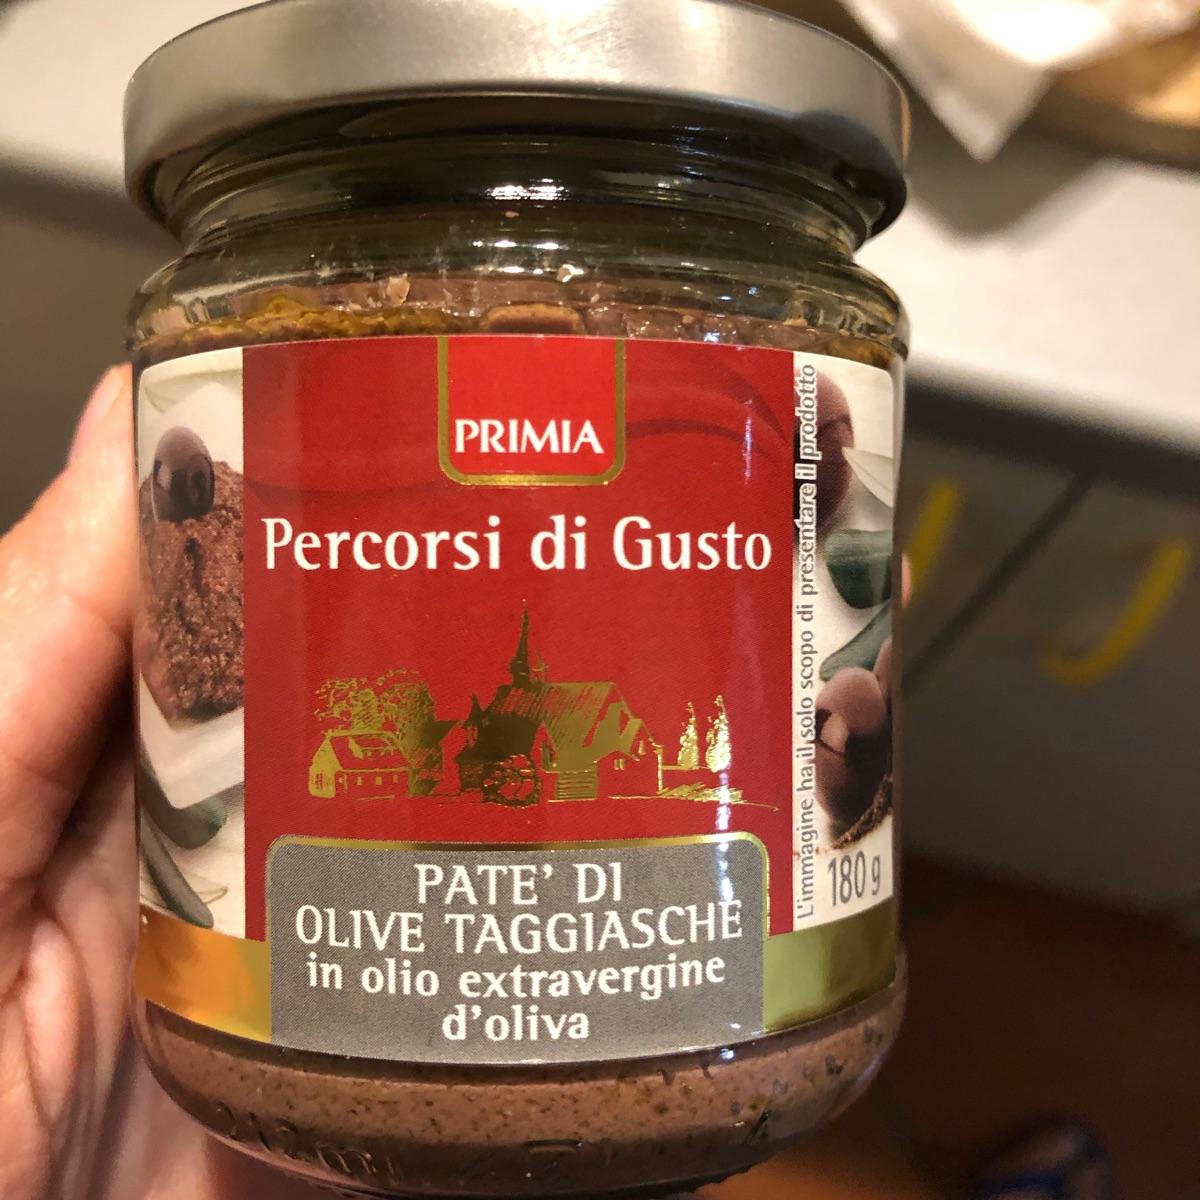 PRIMIA
Percorsi di Gusto
PATE' DI
OLIVE TAGGIASCHE
in olio extravergine
d'oliva
L'immagine ha il solo scopo di presentare il prodotto
180 g